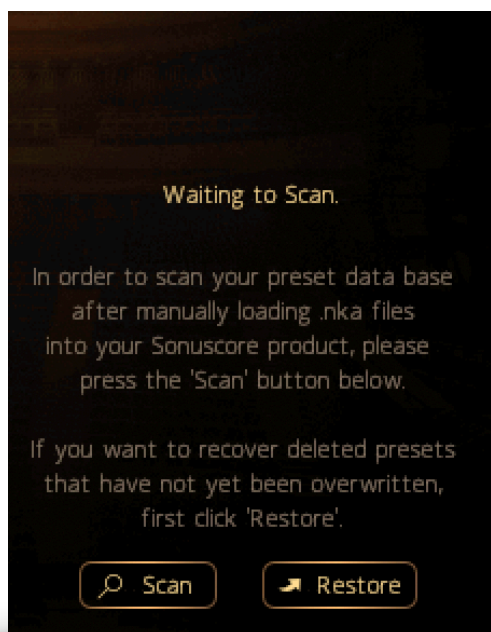 Waiting to Scan.
In order to scan your preset data base
after manually loading .nka files
into your Sonuscore product, please
press the 'Scan' button below.
If you want to recover deleted presets
that have not yet been overwritten,
first click 'Restore'.
Scan Restore